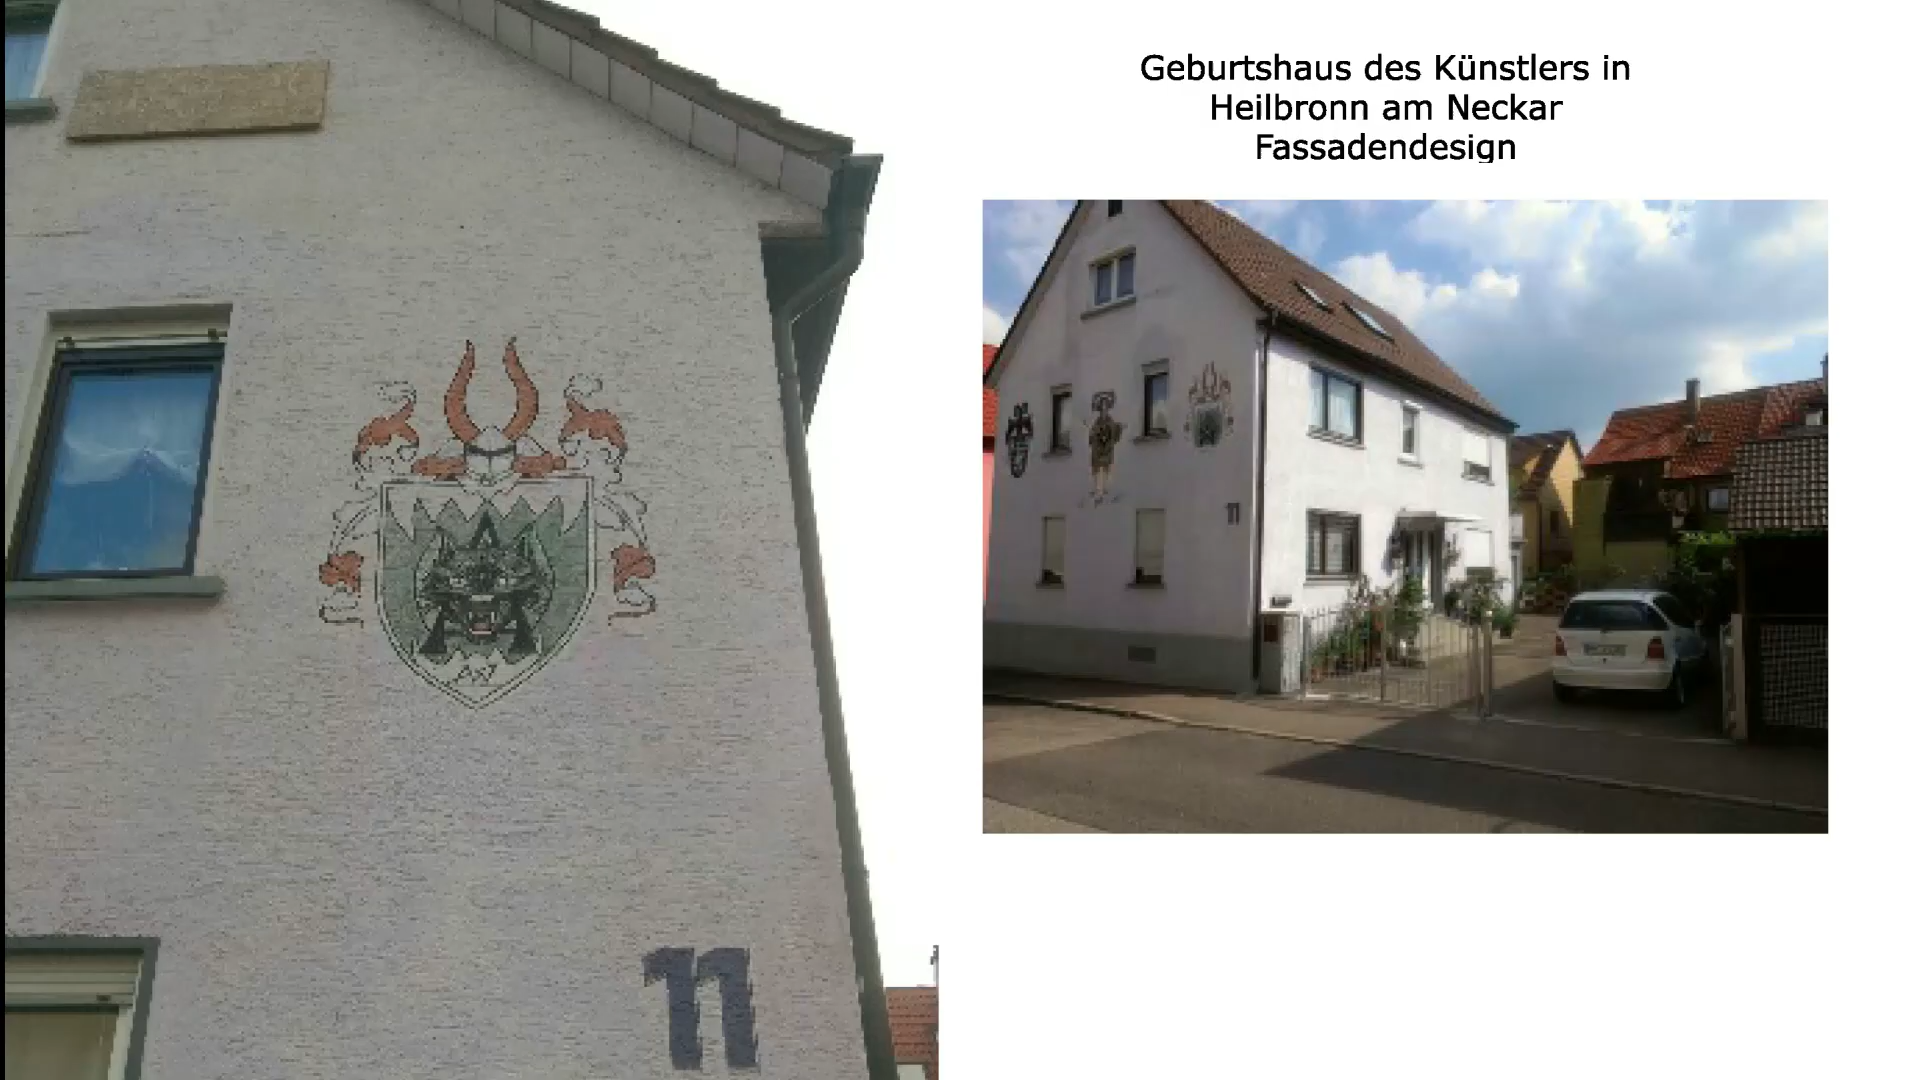 Geburtshaus des Künstlers in
Heilbronn am Neckar
Fassadendesign
11
11